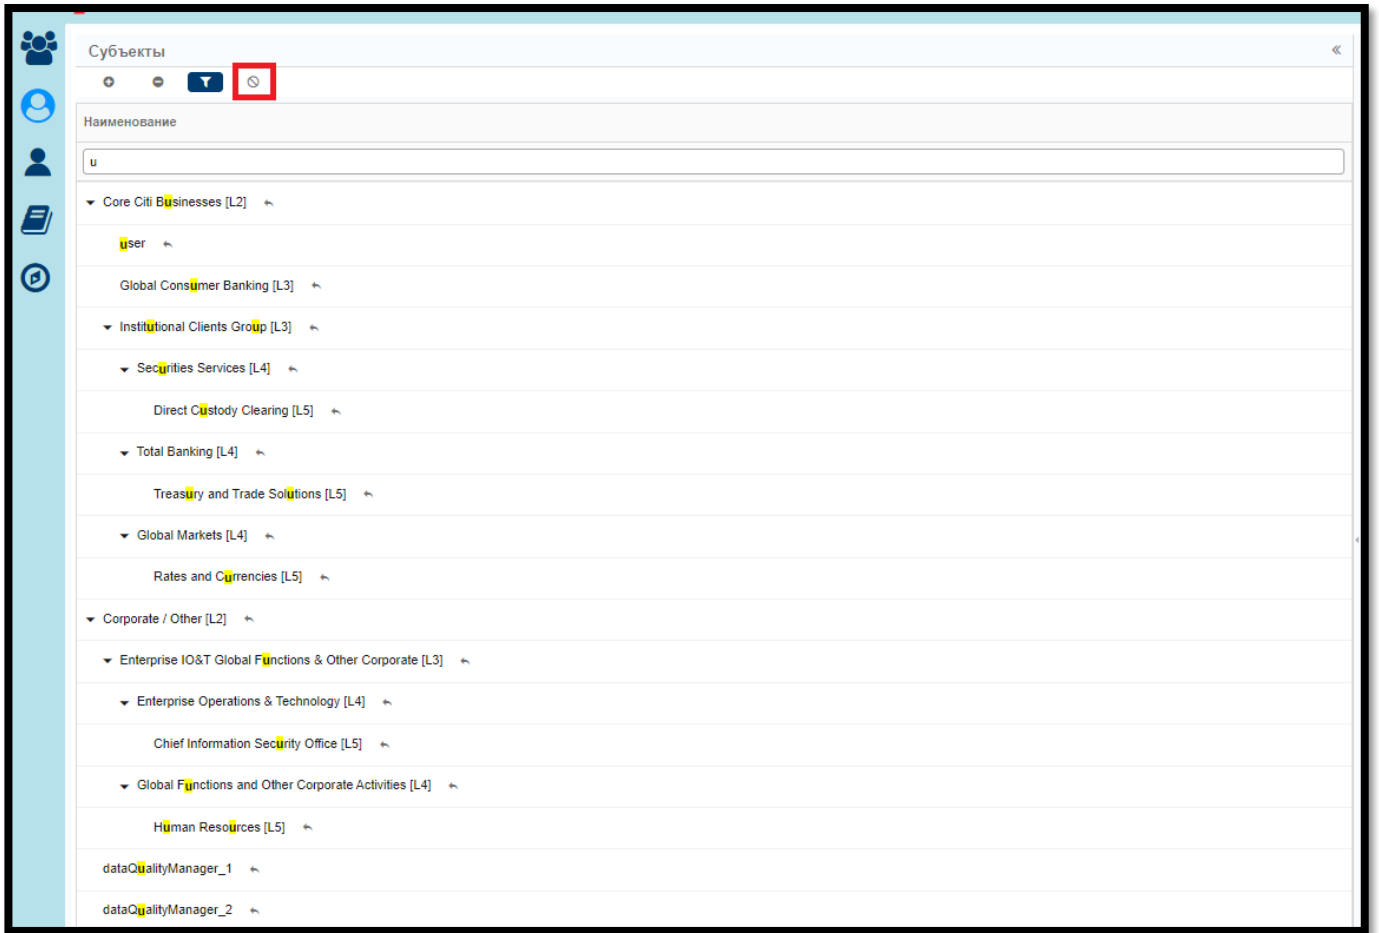 Субъекты
Наименование
u
Core Citi Businesses [L2]
user
Global Consumer Banking [L3]
Institutional Clients Group [L3]
Securities Services [L4]
Direct Custody Clearing [L5]
Total Banking [L4]
Treasury and Trade Solutions [L5]
Global Markets [L4]
Rates and Currencies [L5]
Corporate / Other [L2]
Enterprise IO&T Global Functions & Other Corporate [L3]
Enterprise Operations & Technology [L4]
Chief Information Security Office [L5]
Global Functions and Other Corporate Activities [L4]
Human Resources [L5]
dataQualityManager_1
dataQualityManager_2